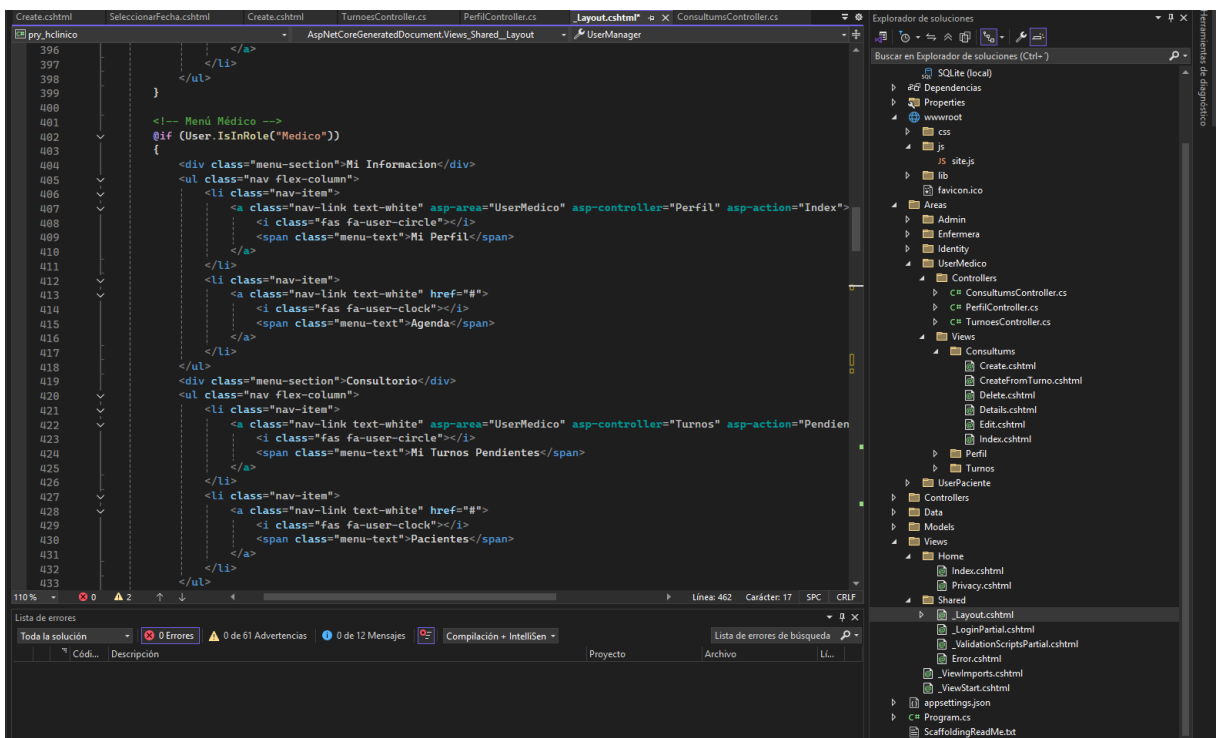 Create.cshtml SeleccionarFecha.cshtml Create.cshtml TurnoesController.cs PerfilController.cs _Layout.cshtml* ConsultumsController.cs
pry_hclinico AspNetCoreGeneratedDocument.Views_Shared__Layout UserManager
396 </a>
397 </li>
398 </ul>
399 }
400
401 <!-- Menú Médico -->
402 @if (User.IsInRole("Medico"))
403 {
404 <div class="menu-section">Mi Informacion</div>
405 <ul class="nav flex-column">
406 <li class="nav-item">
407 <a class="nav-link text-white" asp-area="UserMedico" asp-controller="Perfil" asp-action="Index">
408 <i class="fas fa-user-circle"></i>
409 <span class="menu-text">Mi Perfil</span>
410 </a>
411 </li>
412 <li class="nav-item">
413 <a class="nav-link text-white" href="#">
414 <i class="fas fa-user-clock"></i>
415 <span class="menu-text">Agenda</span>
416 </a>
417 </li>
418 </ul>
419 <div class="menu-section">Consultorio</div>
420 <ul class="nav flex-column">
421 <li class="nav-item">
422 <a class="nav-link text-white" asp-area="UserMedico" asp-controller="Turnos" asp-action="Pendien
423 <i class="fas fa-user-circle"></i>
424 <span class="menu-text">Mi Turnos Pendientes</span>
425 </a>
426 </li>
427 <li class="nav-item">
428 <a class="nav-link text-white" href="#">
429 <i class="fas fa-user-clock"></i>
430 <span class="menu-text">Pacientes</span>
431 </a>
432 </li>
433 </ul>
110 % 0 2 Línea: 462 Carácter: 17 SPC CRLF
Lista de errores
Toda la solución 0 Errores 0 de 61 Advertencias 0 de 12 Mensajes Compilación + IntelliSen Lista de errores de búsqueda
Códi... Descripción Proyecto Archivo Lí...
Explorador de soluciones
Buscar en Explorador de soluciones (Ctrl+´)
SQLite (local)
Dependencias
Properties
wwwroot
css
js
JS site.js
lib
favicon.ico
Areas
Admin
Enfermera
Identity
UserMedico
Controllers
C# ConsultumsController.cs
C# PerfilController.cs
C# TurnoesController.cs
Views
Consultums
Create.cshtml
CreateFromTurno.cshtml
Delete.cshtml
Details.cshtml
Edit.cshtml
Index.cshtml
Perfil
Turnos
UserPaciente
Controllers
Data
Models
Views
Home
Index.cshtml
Privacy.cshtml
Shared
_Layout.cshtml
_LoginPartial.cshtml
_ValidationScriptsPartial.cshtml
Error.cshtml
_ViewImports.cshtml
_ViewStart.cshtml
appsettings.json
C# Program.cs
ScaffoldingReadMe.txt
Herramientas de diagnóstico